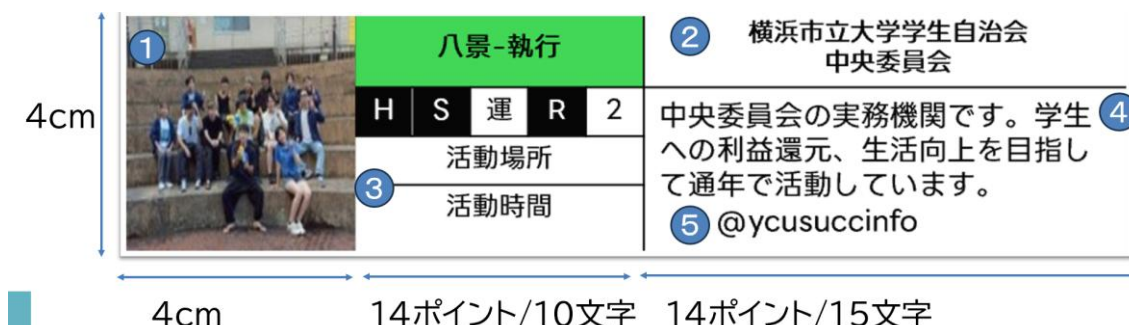 ①
八景-執行
②
横浜市立大学学生自治会
中央委員会
4cm
H S 運 R 2
中央委員会の実務機関です。学生
④
への利益還元、生活向上を目指し
て通年で活動しています。
活動場所
③
活動時間
⑤ @ycusuccinfo
4cm
14ポイント/10文字
14ポイント/15文字